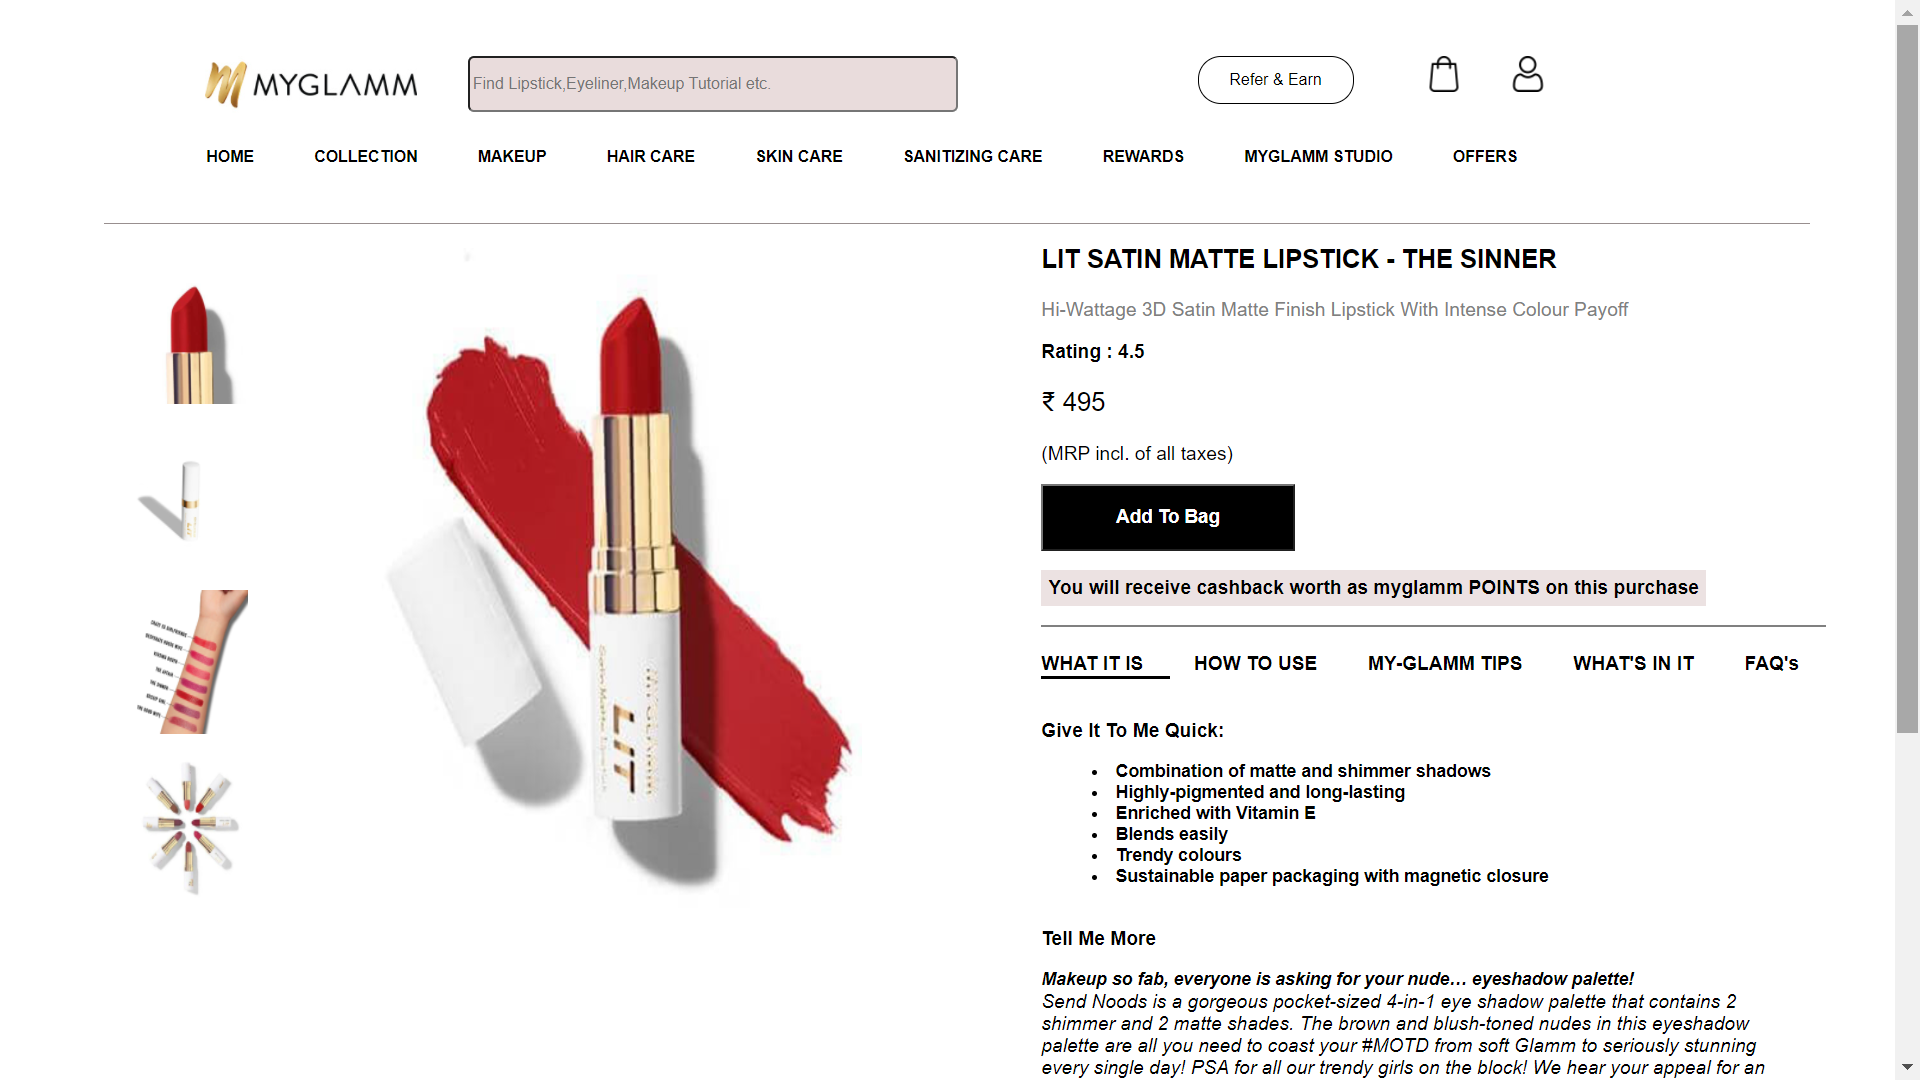 MYGLAMM
Find Lipstick,Eyeliner,Makeup Tutorial etc.
Refer & Earn
HOME COLLECTION MAKEUP HAIR CARE SKIN CARE SANITIZING CARE REWARDS MYGLAMM STUDIO OFFERS
LIT SATIN MATTE LIPSTICK - THE SINNER
Hi-Wattage 3D Satin Matte Finish Lipstick With Intense Colour Payoff
Rating : 4.5
₹ 495
(MRP incl. of all taxes)
Add To Bag
You will receive cashback worth as myglamm POINTS on this purchase
WHAT IT IS HOW TO USE MY-GLAMM TIPS WHAT'S IN IT FAQ's
Give It To Me Quick:
Combination of matte and shimmer shadows
Highly-pigmented and long-lasting
Enriched with Vitamin E
Blends easily
Trendy colours
Sustainable paper packaging with magnetic closure
Tell Me More
Makeup so fab, everyone is asking for your nude… eyeshadow palette!
Send Noods is a gorgeous pocket-sized 4-in-1 eye shadow palette that contains 2
shimmer and 2 matte shades. The brown and blush-toned nudes in this eyeshadow
palette are all you need to coast your #MOTD from soft Glamm to seriously stunning
every single day! PSA for all our trendy girls on the block! We hear your appeal for an
LIT